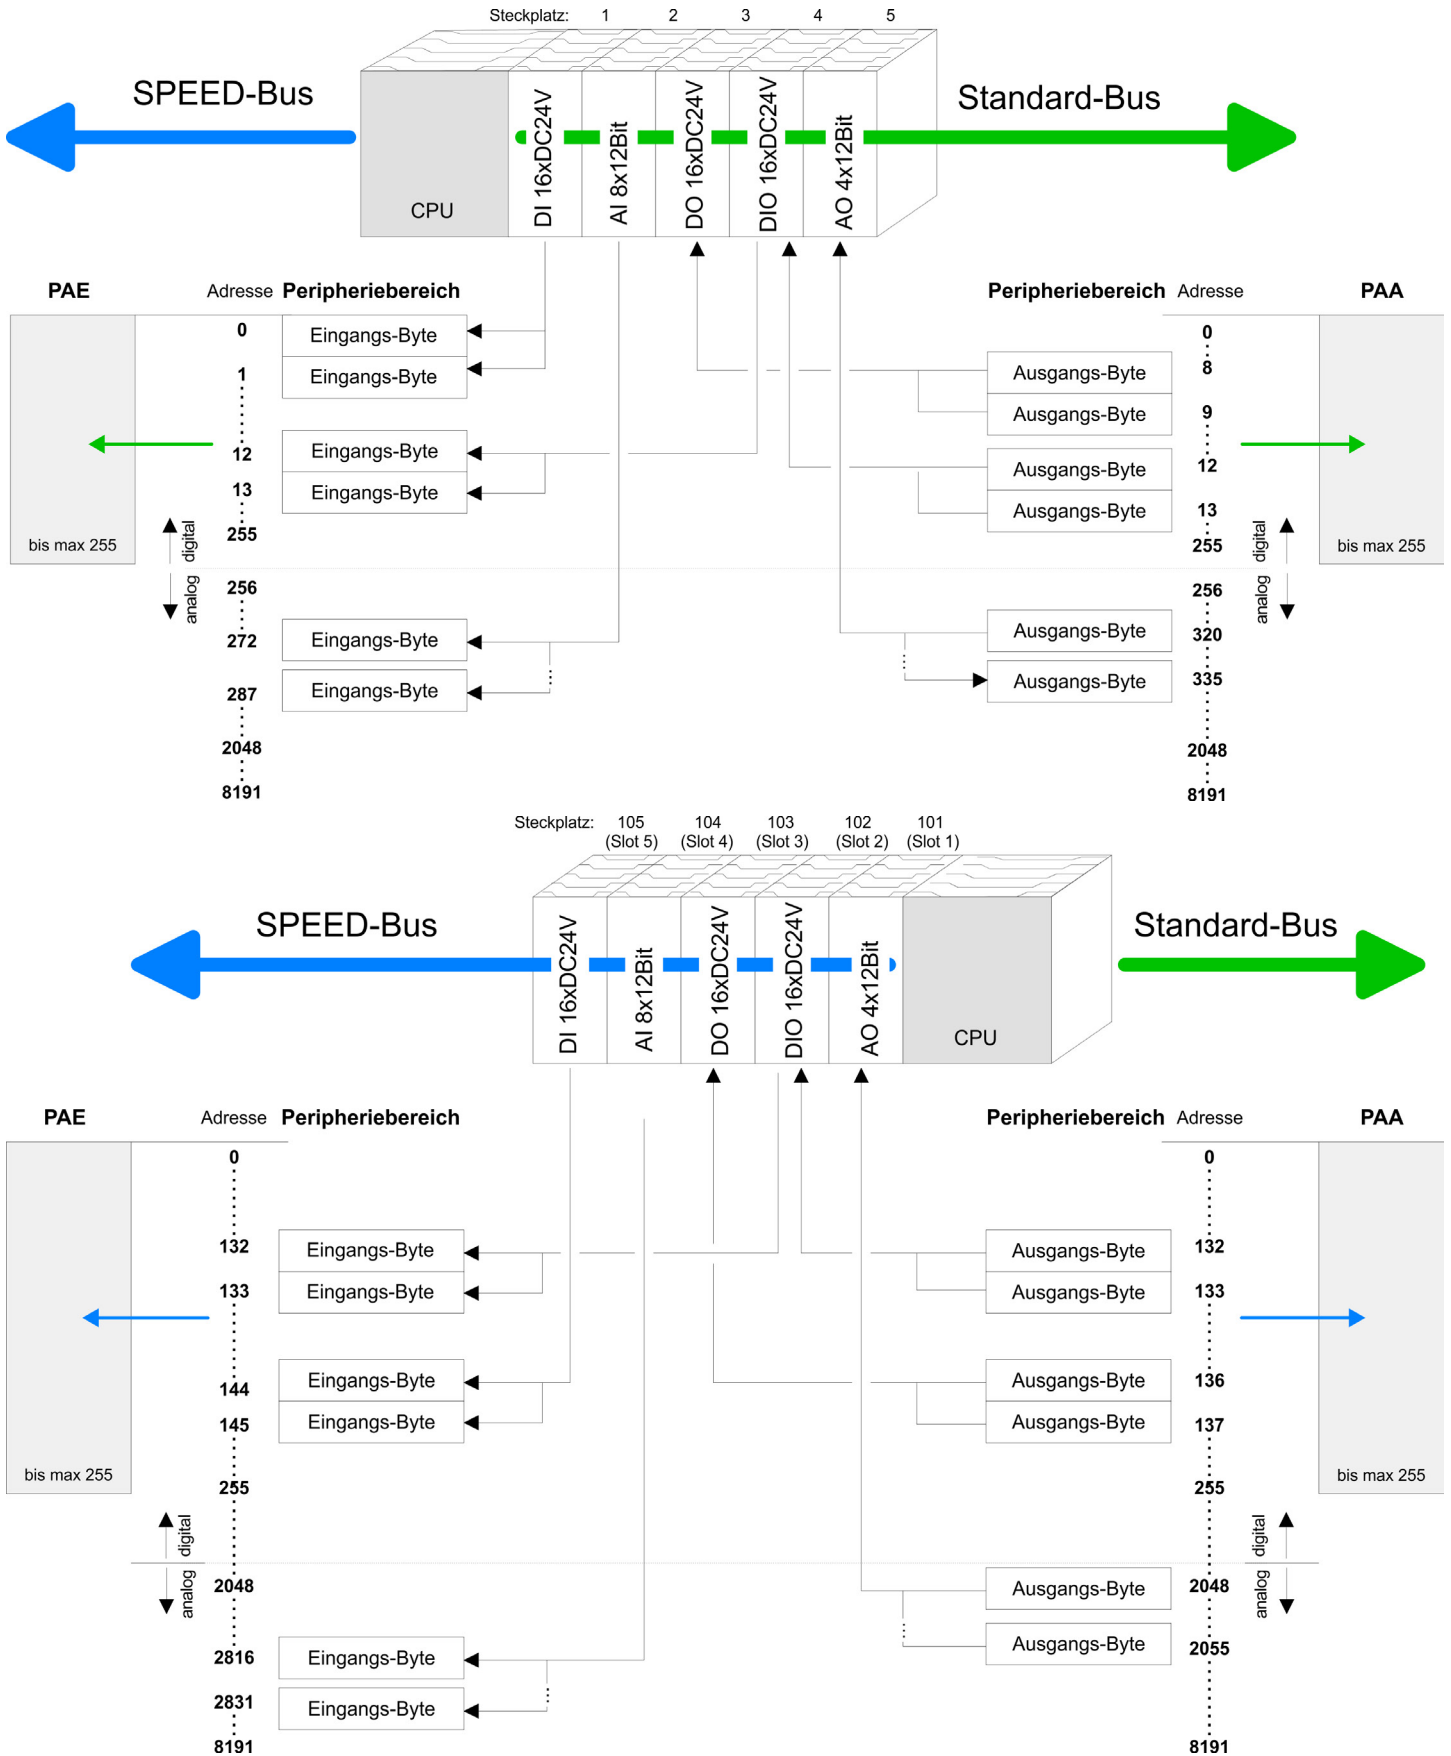 Steckplatz: 1 2 3 4 5
SPEED-Bus
Standard-Bus
CPU
DI 16xDC24V
AI 8x12Bit
DO 16xDC24V
DIO 16xDC24V
AO 4x12Bit
PAE
Adresse
Peripheriebereich
0
Eingangs-Byte
1
Eingangs-Byte
12
Eingangs-Byte
13
Eingangs-Byte
255
bis max 255
digital
analog
256
272
Eingangs-Byte
287
Eingangs-Byte
2048
8191
Peripheriebereich
Adresse
PAA
0
Ausgangs-Byte
8
Ausgangs-Byte
9
Ausgangs-Byte
12
Ausgangs-Byte
13
255
bis max 255
digital
analog
256
Ausgangs-Byte
320
Ausgangs-Byte
335
2048
8191
Steckplatz: 105 104 103 102 101
(Slot 5) (Slot 4) (Slot 3) (Slot 2) (Slot 1)
SPEED-Bus
Standard-Bus
DI 16xDC24V
AI 8x12Bit
DO 16xDC24V
DIO 16xDC24V
AO 4x12Bit
CPU
PAE
Adresse
Peripheriebereich
0
132
Eingangs-Byte
133
Eingangs-Byte
144
Eingangs-Byte
145
Eingangs-Byte
bis max 255
255
digital
analog
2048
2816
Eingangs-Byte
2831
Eingangs-Byte
8191
Peripheriebereich
Adresse
PAA
0
Ausgangs-Byte
132
Ausgangs-Byte
133
Ausgangs-Byte
136
Ausgangs-Byte
137
bis max 255
255
digital
analog
Ausgangs-Byte
2048
Ausgangs-Byte
2055
8191